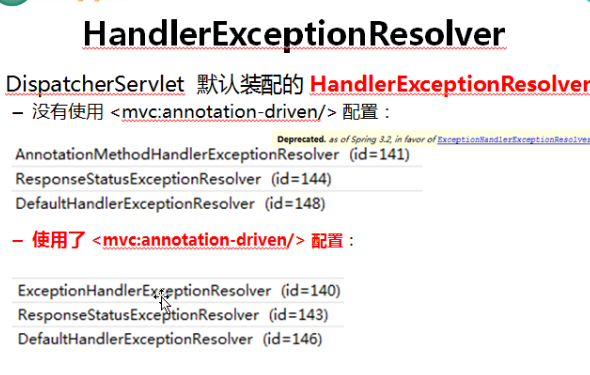 HandlerExceptionResolver
DispatcherServlet 默认装配的 HandlerExceptionResolver
– 没有使用 <mvc:annotation-driven/> 配置：
Deprecated. as of Spring 3.2, in favor of ExceptionHandlerExceptionResolver
AnnotationMethodHandlerExceptionResolver (id=141)
ResponseStatusExceptionResolver (id=144)
DefaultHandlerExceptionResolver (id=148)
– 使用了 <mvc:annotation-driven/> 配置：
ExceptionHandlerExceptionResolver (id=140)
ResponseStatusExceptionResolver (id=143)
DefaultHandlerExceptionResolver (id=146)